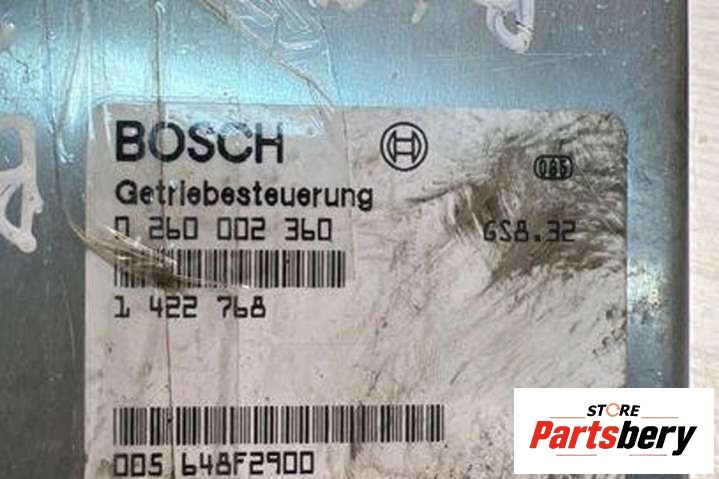 BOSCH
Getriebesteuerung
0 260 002 360 GS8.32
1 422 768
005 648F2900
STORE
Partsbery